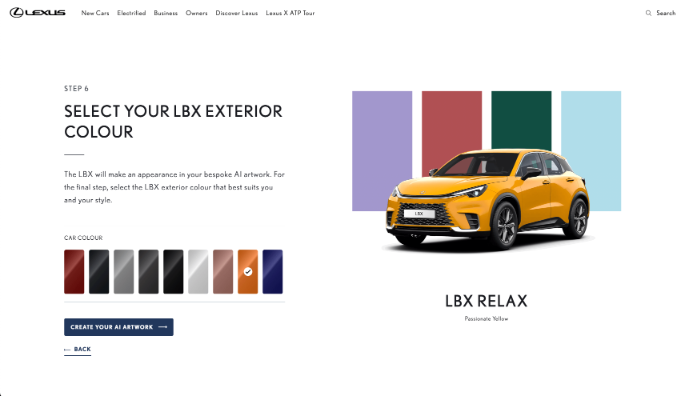 LEXUS
New Cars Electrified Business Owners Discover Lexus Lexus X ATP Tour
Search
STEP 6
SELECT YOUR LBX EXTERIOR
COLOUR
The LBX will make an appearance in your bespoke AI artwork. For
the final step, select the LBX exterior colour that best suits you
and your style.
CAR COLOUR
CREATE YOUR AI ARTWORK
BACK
LBX
LBX RELAX
Passionate Yellow